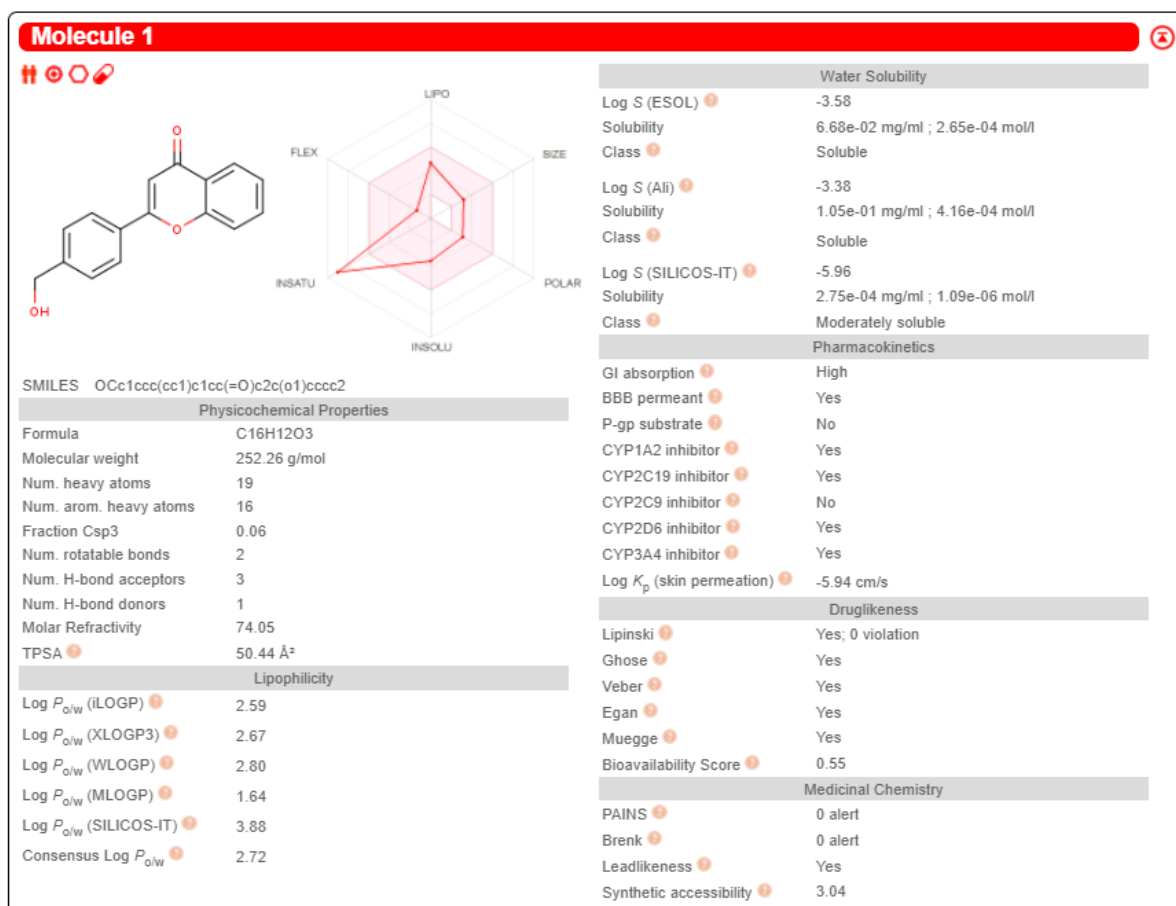 Molecule 1
LIPO
FLEX
SIZE
INSATU
POLAR
INSOLU
O
O
OH
SMILES OCc1ccc(cc1)c1cc(=O)c2c(o1)cccc2
Physicochemical Properties
Formula C16H12O3
Molecular weight 252.26 g/mol
Num. heavy atoms 19
Num. arom. heavy atoms 16
Fraction Csp3 0.06
Num. rotatable bonds 2
Num. H-bond acceptors 3
Num. H-bond donors 1
Molar Refractivity 74.05
TPSA ? 50.44 Å²
Lipophilicity
Log Po/w (iLOGP) ? 2.59
Log Po/w (XLOGP3) ? 2.67
Log Po/w (WLOGP) ? 2.80
Log Po/w (MLOGP) ? 1.64
Log Po/w (SILICOS-IT) ? 3.88
Consensus Log Po/w ? 2.72
Water Solubility
Log S (ESOL) ? -3.58
Solubility 6.68e-02 mg/ml ; 2.65e-04 mol/l
Class ? Soluble
Log S (Ali) ? -3.38
Solubility 1.05e-01 mg/ml ; 4.16e-04 mol/l
Class ? Soluble
Log S (SILICOS-IT) ? -5.96
Solubility 2.75e-04 mg/ml ; 1.09e-06 mol/l
Class ? Moderately soluble
Pharmacokinetics
GI absorption ? High
BBB permeant ? Yes
P-gp substrate ? No
CYP1A2 inhibitor ? Yes
CYP2C19 inhibitor ? Yes
CYP2C9 inhibitor ? No
CYP2D6 inhibitor ? Yes
CYP3A4 inhibitor ? Yes
Log Kp (skin permeation) ? -5.94 cm/s
Druglikeness
Lipinski ? Yes; 0 violation
Ghose ? Yes
Veber ? Yes
Egan ? Yes
Muegge ? Yes
Bioavailability Score ? 0.55
Medicinal Chemistry
PAINS ? 0 alert
Brenk ? 0 alert
Leadlikeness ? Yes
Synthetic accessibility ? 3.04